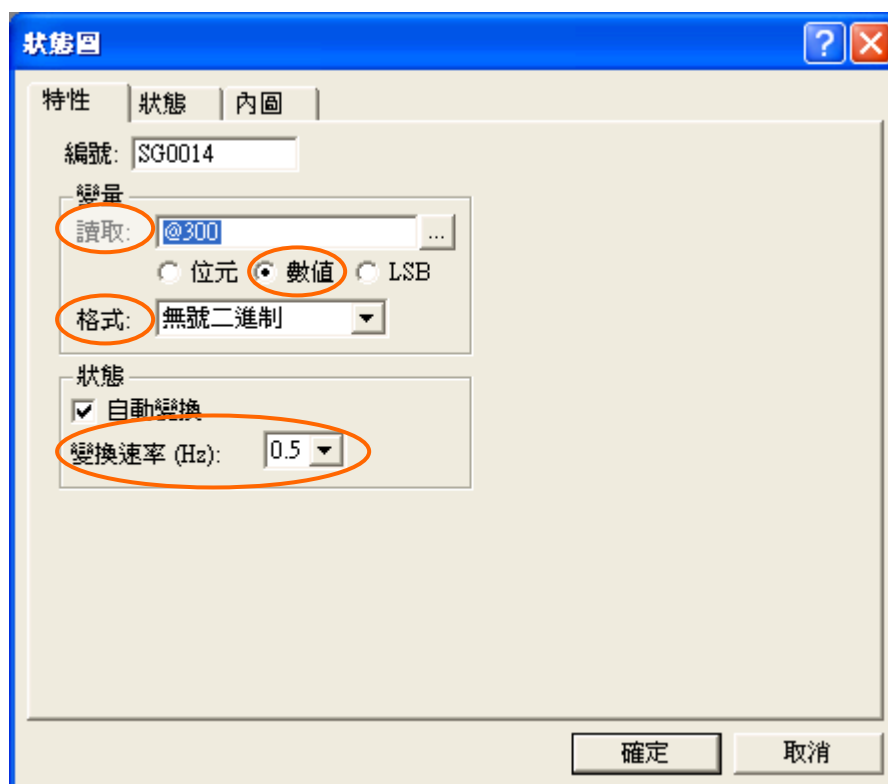 狀態圖
特性 狀態 內圖
編號: SG0014
變量
讀取: @300 ...
位元 數值 LSB
格式: 無號二進制
狀態
自動變換
變換速率 (Hz): 0.5
確定 取消